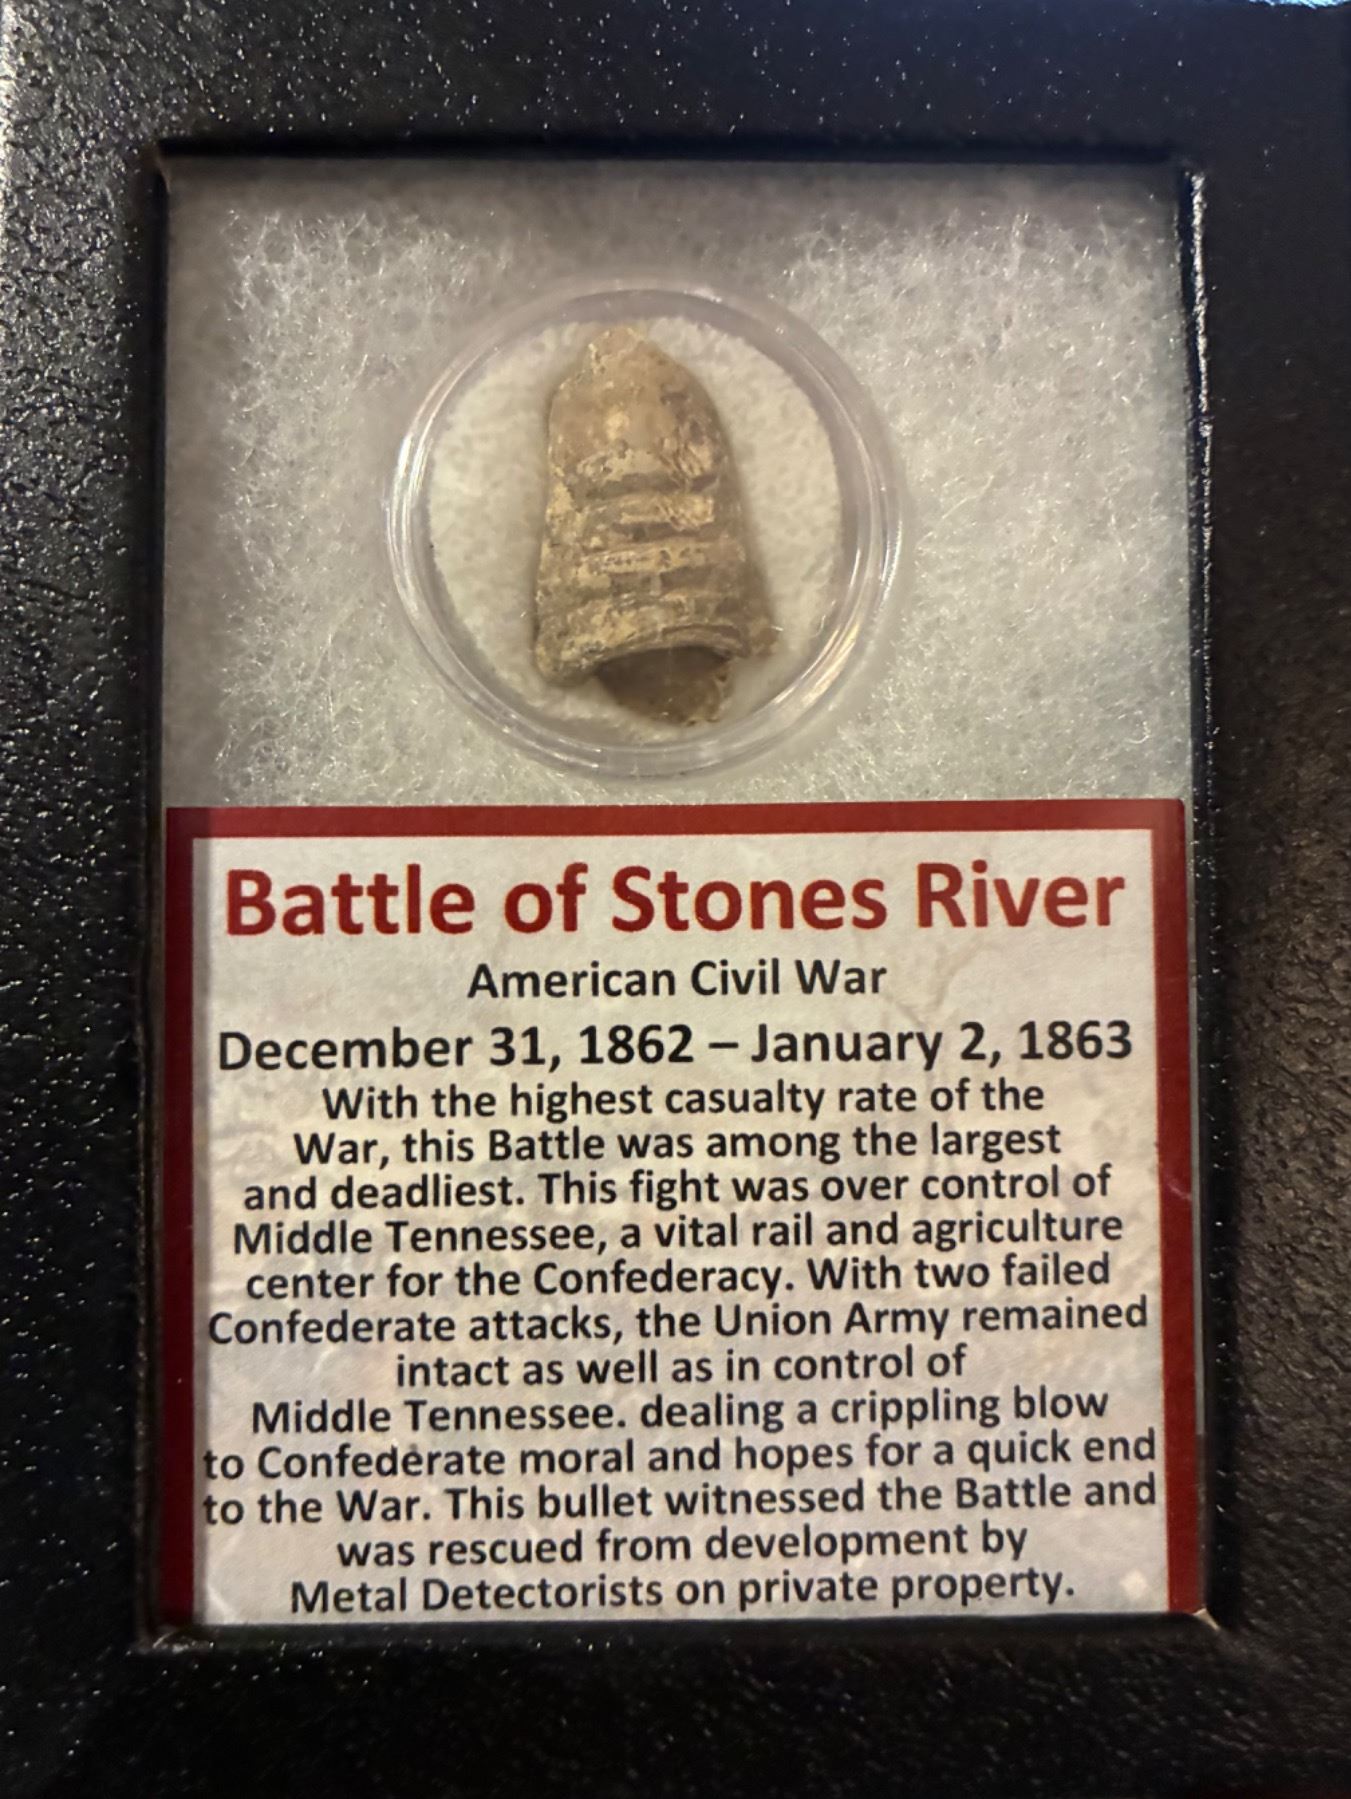 Battle of Stones River
American Civil War
December 31, 1862 – January 2, 1863
With the highest casualty rate of the
War, this Battle was among the largest
and deadliest. This fight was over control of
Middle Tennessee, a vital rail and agriculture
center for the Confederacy. With two failed
Confederate attacks, the Union Army remained
intact as well as in control of
Middle Tennessee. dealing a crippling blow
to Confederate moral and hopes for a quick end
to the War. This bullet witnessed the Battle and
was rescued from development by
Metal Detectorists on private property.